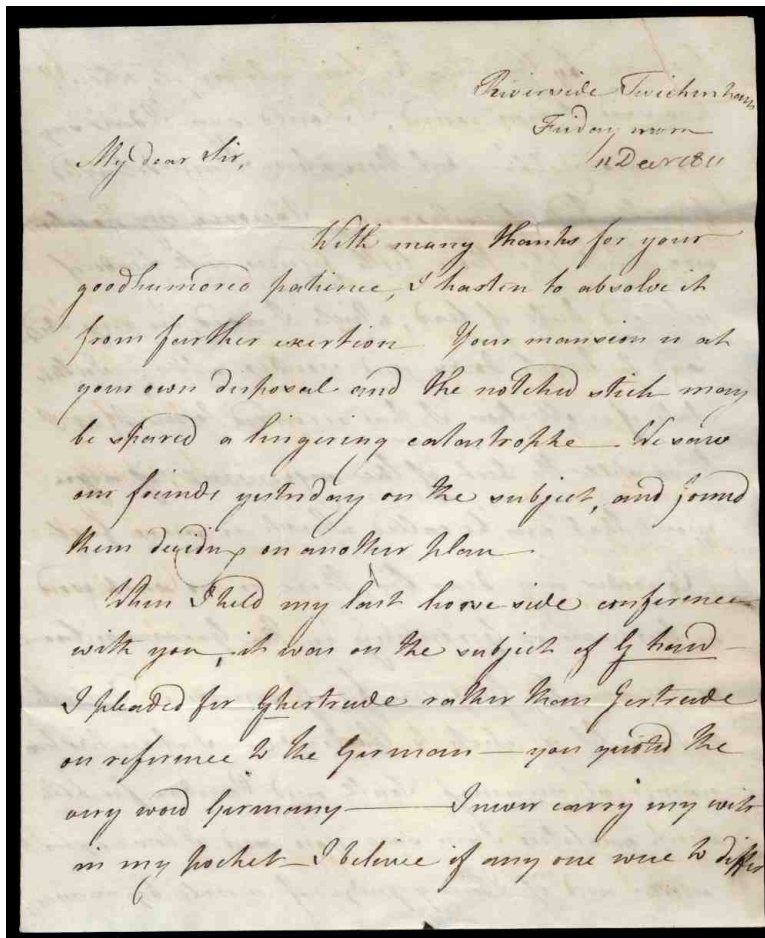 Riverside Twickenham
Friday morn
My dear Sir,
11 Decr 1811
With many thanks for your
goodhumored patience, I hasten to absolve it
from further exertion Your mansion is at
your own disposal and the notched stick may
be spared a lingering catastrophe We saw
our friends yesterday on the subject, and found
them deciding on another plan
When I held my last horse side conference
with you, it was on the subject of G hard
I pleaded for Ghertrude rather than Gertrude
on reference to the German — you quoted the
very word Germany — I never carry my wits
in my pocket — I believe if any one were to differ